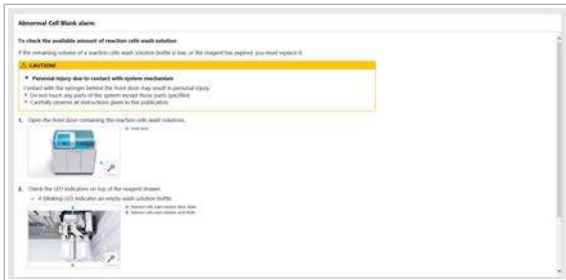 Abnormal Cell Blank alarm
To check the available amount of reaction cells wash solution
If the remaining volume of a reaction cells wash solution bottle is low, or the reagent has expired, you must replace it.
⚠ CAUTION!
Personal injury due to contact with system mechanism
Contact with the syringes behind the front door may result in personal injury.
Do not touch any parts of the system except those parts specified.
Carefully observe all instructions given in this publication.
1. Open the front door containing the reaction cells wash solutions.
2. Check the LED indicators on top of the reagent drawer.
A blinking LED indicates an empty wash solution bottle.